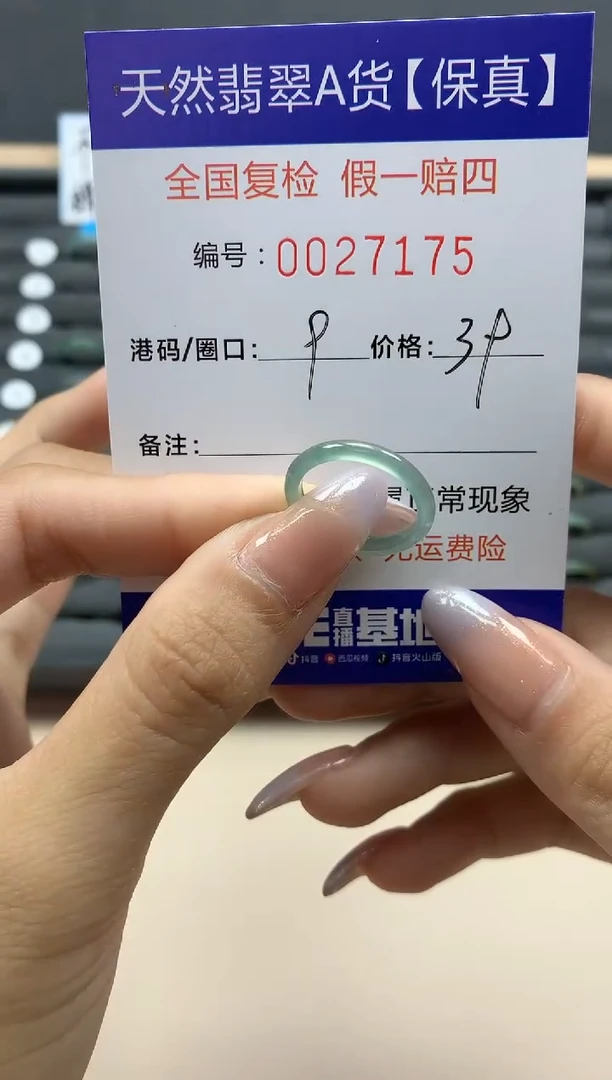 天然翡翠A货【保真】
全国复检 假一赔四
编号：0027175
港码/圈口：9 价格：39
备注：
常现象
无运费险
直播基地
抖音 西瓜视频 抖音火山版